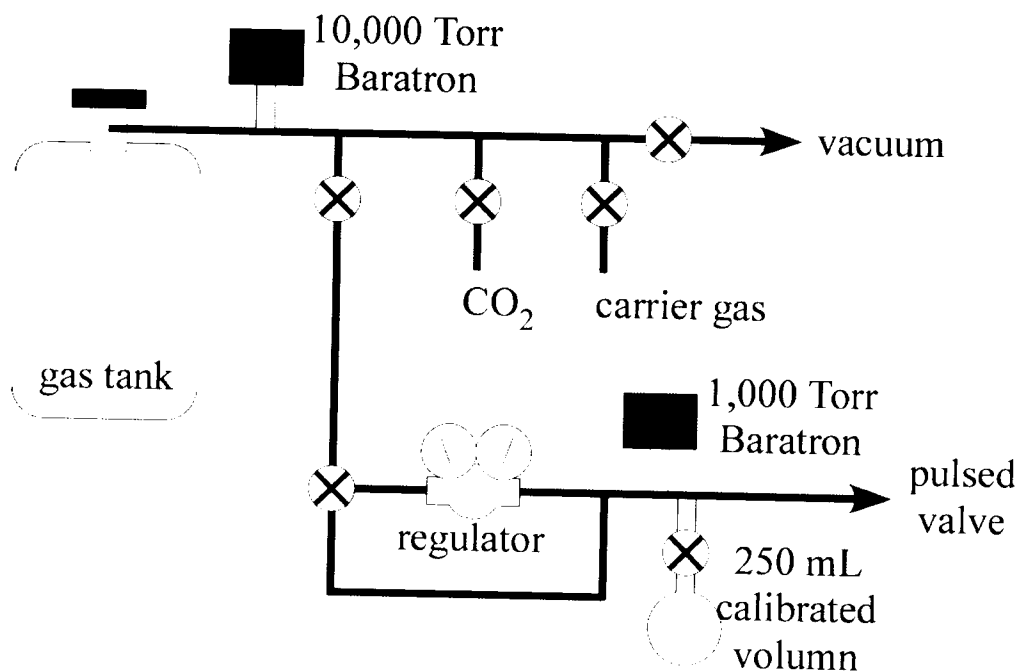 10,000 Torr
Baratron
vacuum
CO₂
carrier gas
gas tank
1,000 Torr
Baratron
pulsed
valve
regulator
250 mL
calibrated
volumn